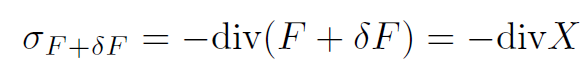 σ_{F+δF} = −div(F + δF) = −divX